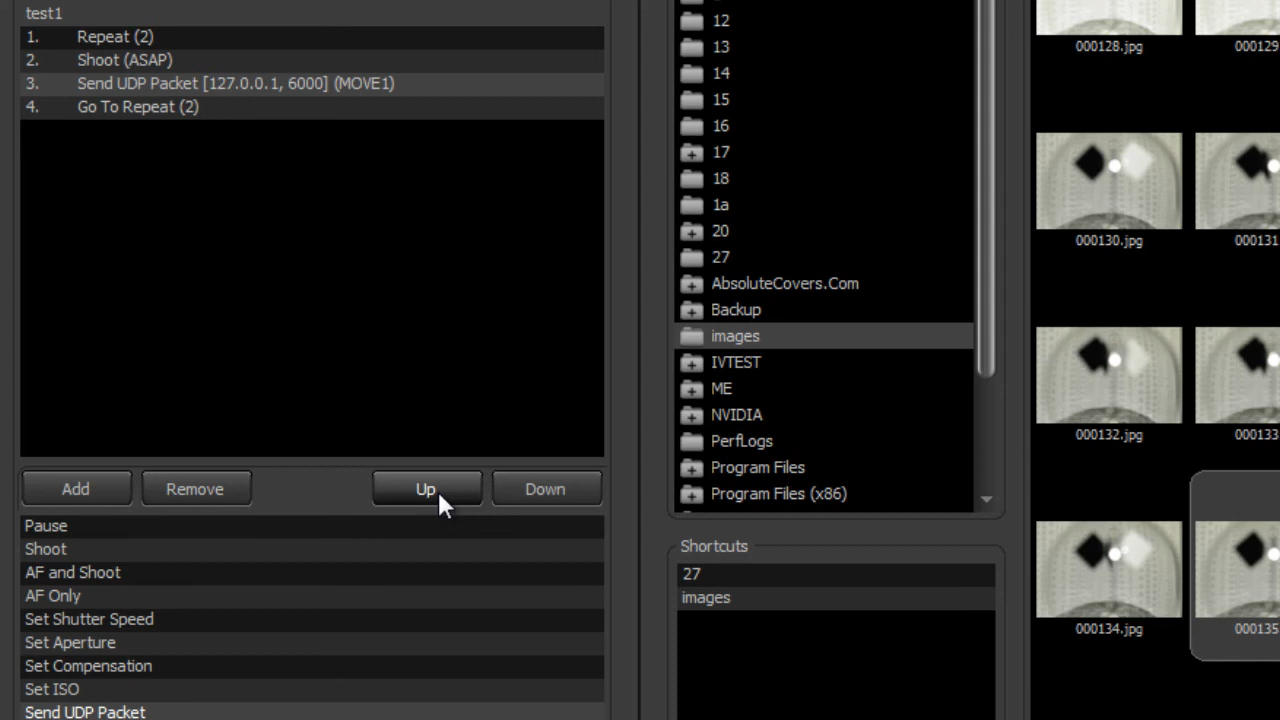 test1
1. Repeat (2)
2. Shoot (ASAP)
3. Send UDP Packet [127.0.0.1, 6000] (MOVE1)
4. Go To Repeat (2)
Add
Remove
Up
Down
Pause
Shoot
AF and Shoot
AF Only
Set Shutter Speed
Set Aperture
Set Compensation
Set ISO
Send UDP Packet
12
13
14
15
16
17
18
1a
20
27
AbsoluteCovers.Com
Backup
images
IVTEST
ME
NVIDIA
PerfLogs
Program Files
Program Files (x86)
Shortcuts
27
images
000128.jpg
000129
000130.jpg
000131
000132.jpg
000133
000134.jpg
000135